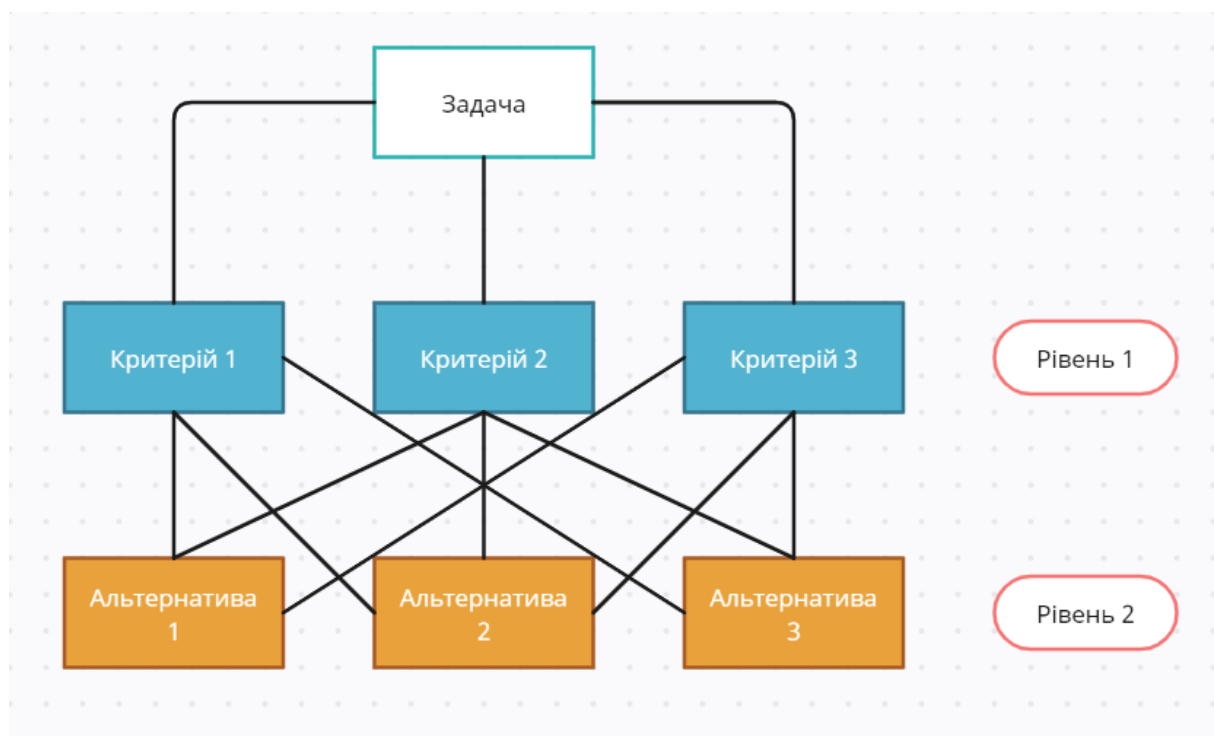 Задача
Критерій 1
Критерій 2
Критерій 3
Рівень 1
Альтернатива
1
Альтернатива
2
Альтернатива
3
Рівень 2